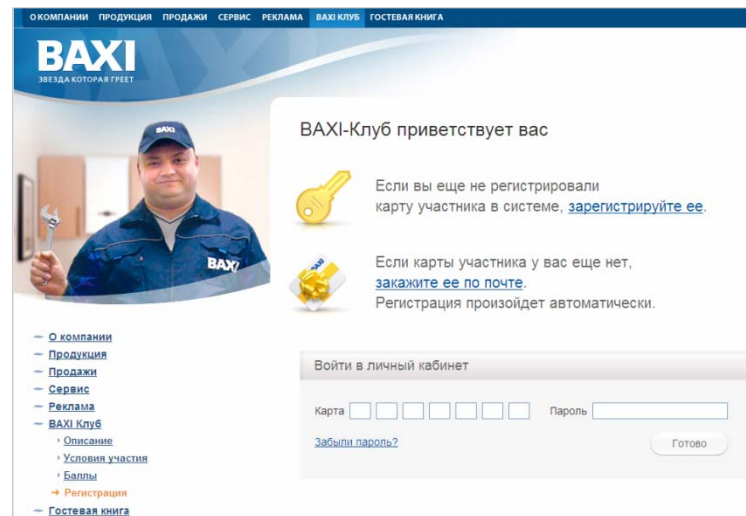 О КОМПАНИИ ПРОДУКЦИЯ ПРОДАЖИ СЕРВИС РЕКЛАМА BAXI КЛУБ ГОСТЕВАЯ КНИГА
BAXI
ЗВЕЗДА КОТОРАЯ ГРЕЕТ
BAXI
BAXI
BAXI-Клуб приветствует вас
Если вы еще не регистрировали
карту участника в системе, зарегистрируйте ее.
Если карты участника у вас еще нет,
закажите ее по почте.
Регистрация произойдет автоматически.
О компании
Продукция
Продажи
Сервис
Реклама
BAXI Клуб
Описание
Условия участия
Баллы
Регистрация
Гостевая книга
Войти в личный кабинет
Карта Пароль
Забыли пароль? Готово